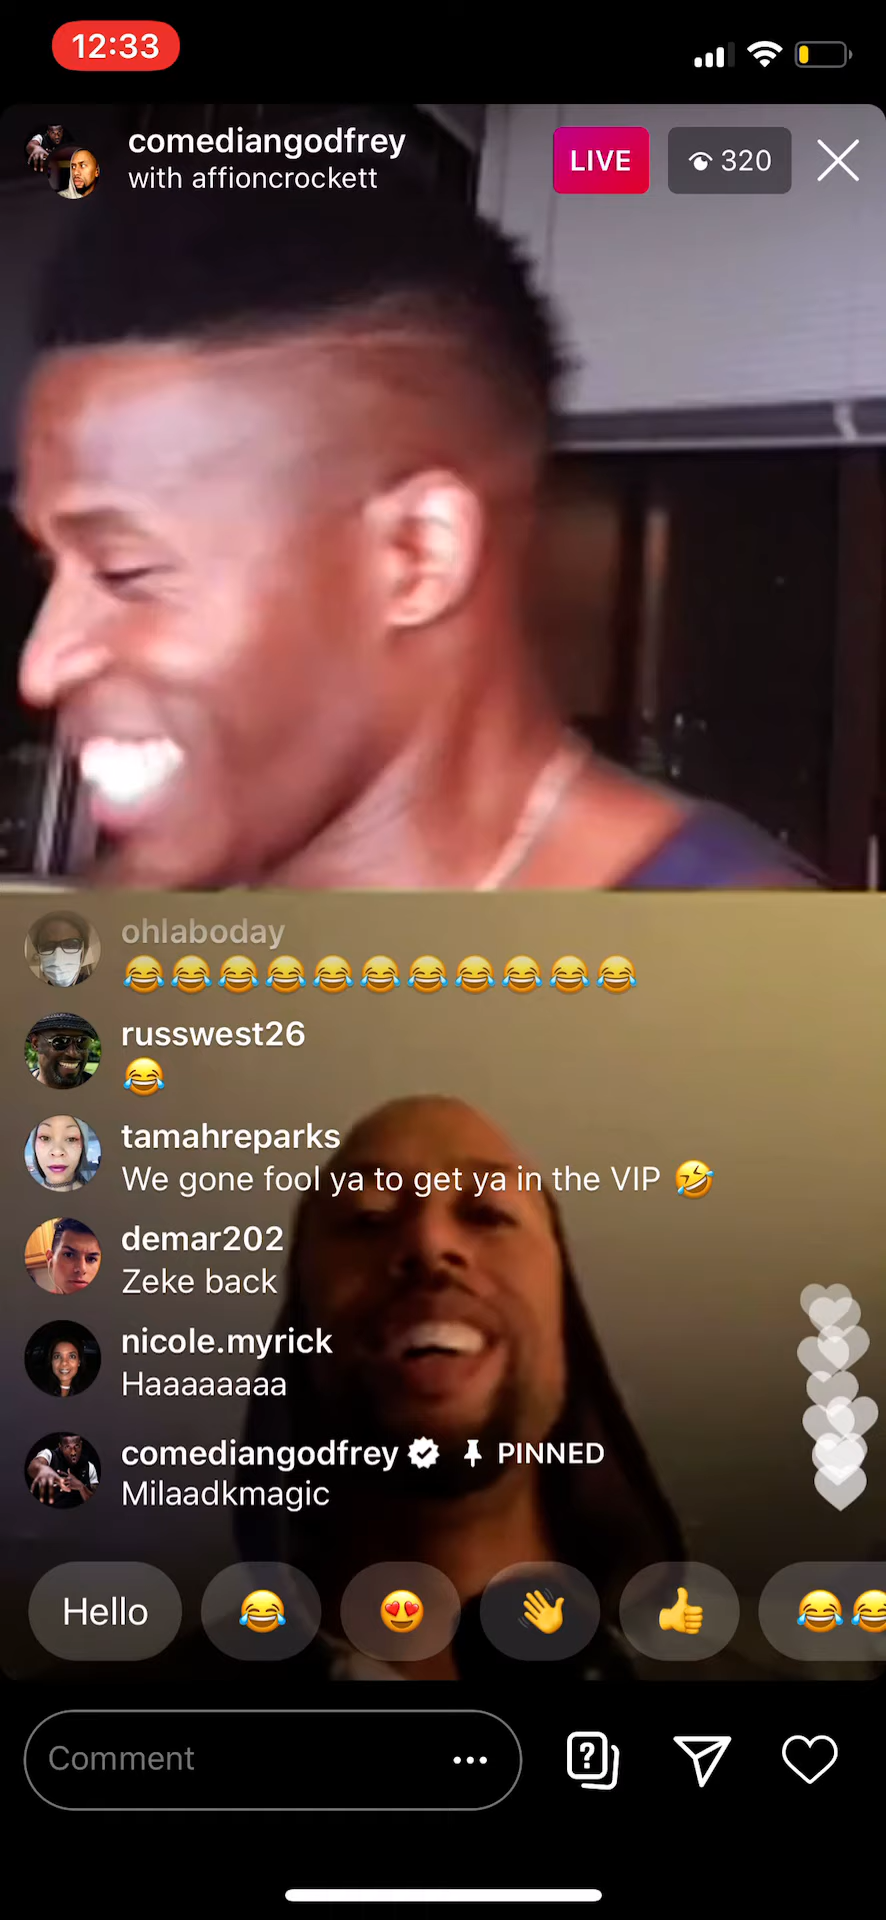 12:33
comediangodfrey
with affioncrockett
LIVE
320
ohlaboday
😂😂😂😂😂😂😂😂😂😂😂
russwest26
😂
tamahreparks
We gone fool ya to get ya in the VIP 🤣
demar202
Zeke back
nicole.myrick
Haaaaaaaa
comediangodfrey PINNED
Milaadkmagic
Hello 😂 😍 👋 👍 😂😂
Comment